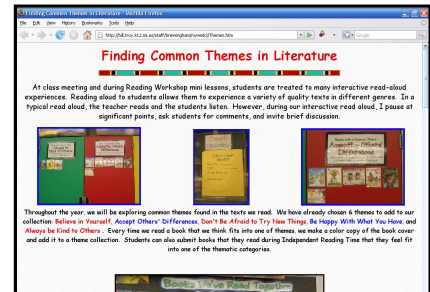 Finding Common Themes in Literature - Mozilla Firefox
File Edit View History Bookmarks Tools Help
Google
Finding Common Themes in Literature
At class meeting and during Reading Workshop mini lessons, students are treated to many interactive read-aloud
experiences. Reading aloud to students allows them to experience a variety of quality texts in different genres. In a
typical read aloud, the teacher reads and the students listen. However, during our interactive read aloud, I pause at
significant points, ask students for comments, and invite brief discussion.
Throughout the year, we will be exploring common themes found in the texts we read. We have already chosen 6 themes to add to our
collection: Believe in Yourself, Accept Others' Differences, Don't Be Afraid to Try New Things, Be Happy With What You Have, and
Always be Kind to Others . Every time we read a book that we think fits into one of themes, we make a color copy of the book cover
and add it to a theme collection. Students can also submit books that they read during Independent Reading Time that they feel fit
into one of the thematic categories.
Books We've Read Together